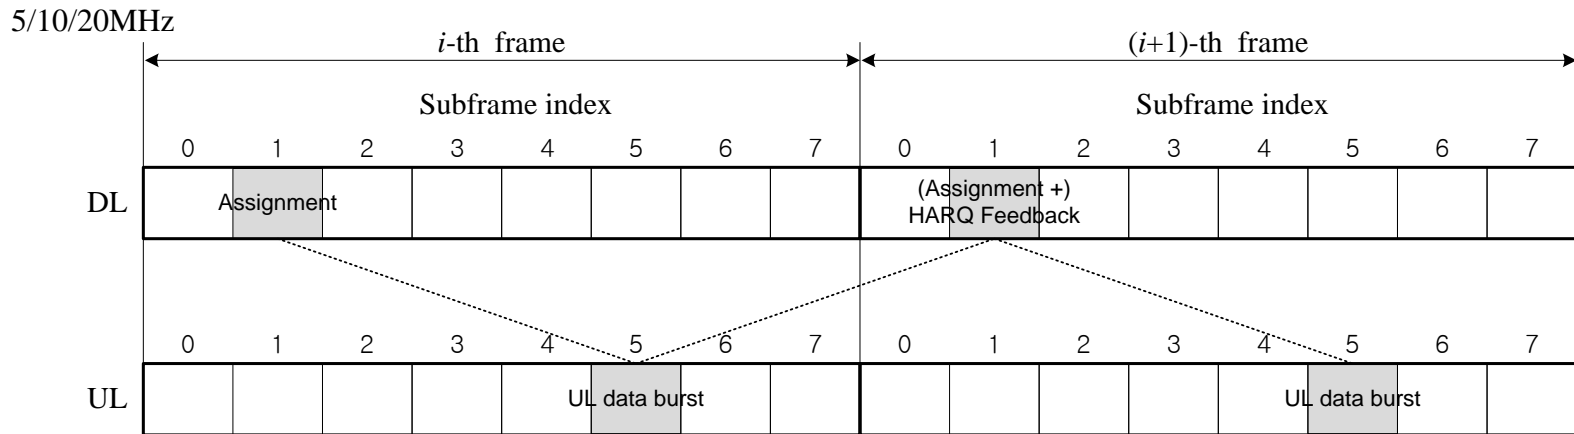 5/10/20MHz
i-th frame (i+1)-th frame
Subframe index Subframe index
0 1 2 3 4 5 6 7 0 1 2 3 4 5 6 7
DL Assignment (Assignment +)
HARQ Feedback
0 1 2 3 4 5 6 7 0 1 2 3 4 5 6 7
UL UL data burst UL data burst